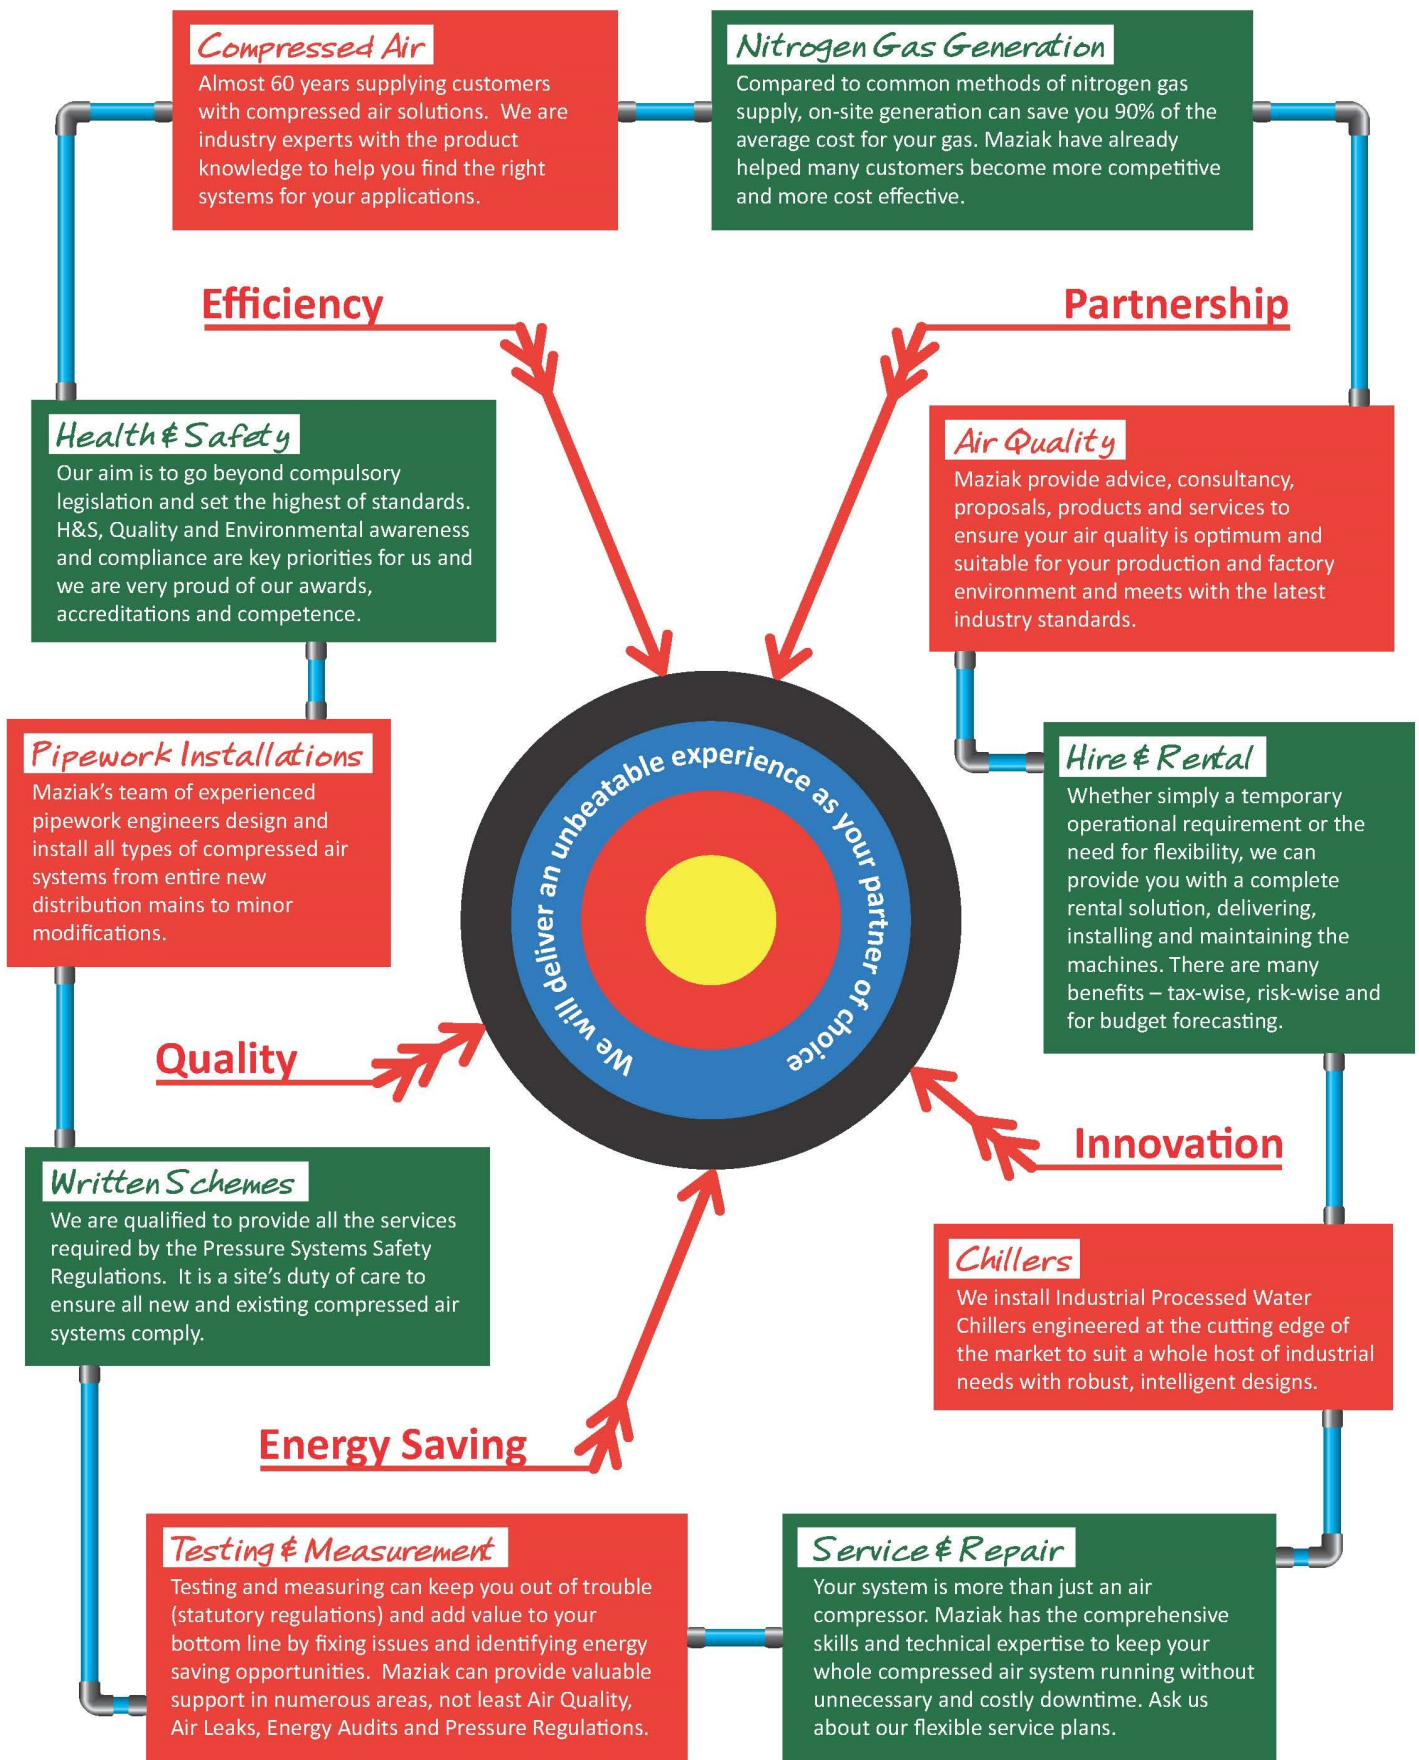 Compressed Air
Almost 60 years supplying customers
with compressed air solutions.  We are
industry experts with the product
knowledge to help you find the right
systems for your applications.
Nitrogen Gas Generation
Compared to common methods of nitrogen gas
supply, on-site generation can save you 90% of the
average cost for your gas. Maziak have already
helped many customers become more competitive
and more cost effective.
Efficiency
Partnership
Health & Safety
Our aim is to go beyond compulsory
legislation and set the highest of standards.
H&S, Quality and Environmental awareness
and compliance are key priorities for us and
we are very proud of our awards,
accreditations and competence.
Air Quality
Maziak provide advice, consultancy,
proposals, products and services to
ensure your air quality is optimum and
suitable for your production and factory
environment and meets with the latest
industry standards.
Pipework Installations
Maziak’s team of experienced
pipework engineers design and
install all types of compressed air
systems from entire new
distribution mains to minor
modifications.
We will deliver an unbeatable experience as your partner of choice
Hire & Rental
Whether simply a temporary
operational requirement or the
need for flexibility, we can
provide you with a complete
rental solution, delivering,
installing and maintaining the
machines. There are many
benefits – tax-wise, risk-wise and
for budget forecasting.
Quality
Innovation
Written Schemes
We are qualified to provide all the services
required by the Pressure Systems Safety
Regulations.  It is a site’s duty of care to
ensure all new and existing compressed air
systems comply.
Chillers
We install Industrial Processed Water
Chillers engineered at the cutting edge of
the market to suit a whole host of industrial
needs with robust, intelligent designs.
Energy Saving
Testing & Measurement
Testing and measuring can keep you out of trouble
(statutory regulations) and add value to your
bottom line by fixing issues and identifying energy
saving opportunities.  Maziak can provide valuable
support in numerous areas, not least Air Quality,
Air Leaks, Energy Audits and Pressure Regulations.
Service & Repair
Your system is more than just an air
compressor. Maziak has the comprehensive
skills and technical expertise to keep your
whole compressed air system running without
unnecessary and costly downtime. Ask us
about our flexible service plans.